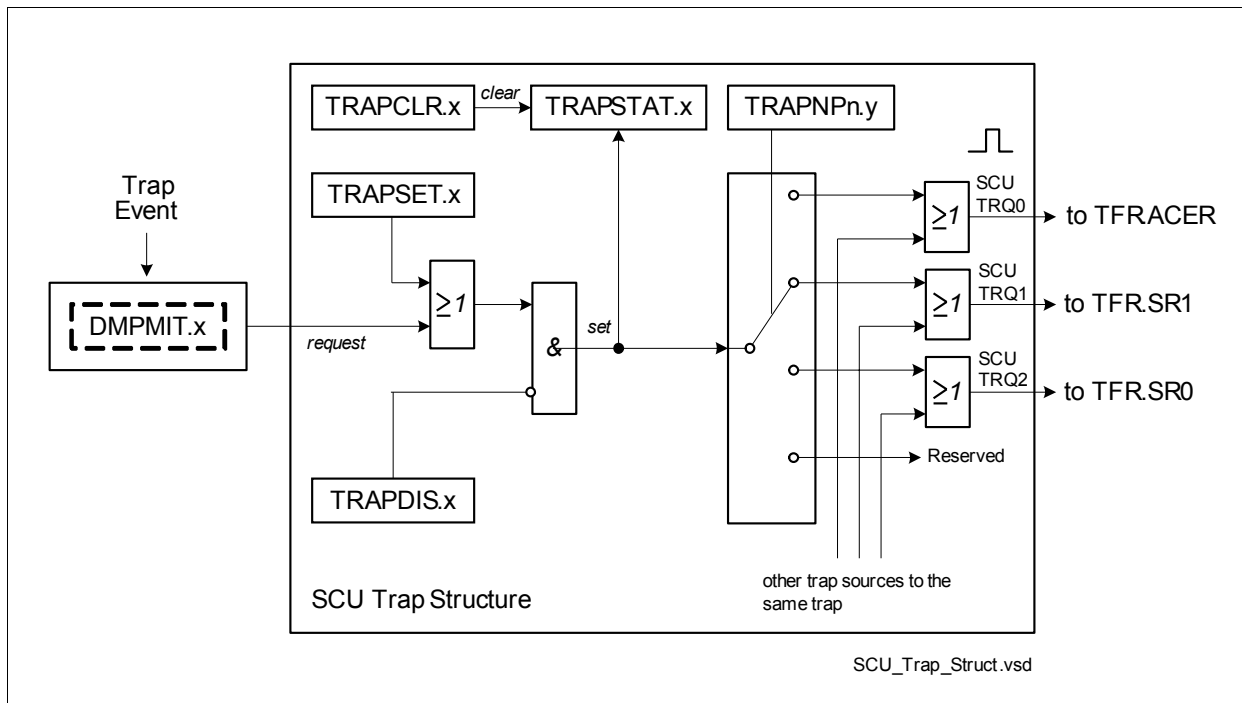 TRAPCLR.x
clear
TRAPSTAT.x
TRAPNPn.y
Trap
Event
TRAPSET.x
DMPMIT.x
request
≥1
&
set
TRAPDIS.x
≥1
SCU
TRQ0
to TFR.ACER
≥1
SCU
TRQ1
to TFR.SR1
≥1
SCU
TRQ2
to TFR.SR0
Reserved
other trap sources to the
same trap
SCU Trap Structure
SCU_Trap_Struct.vsd